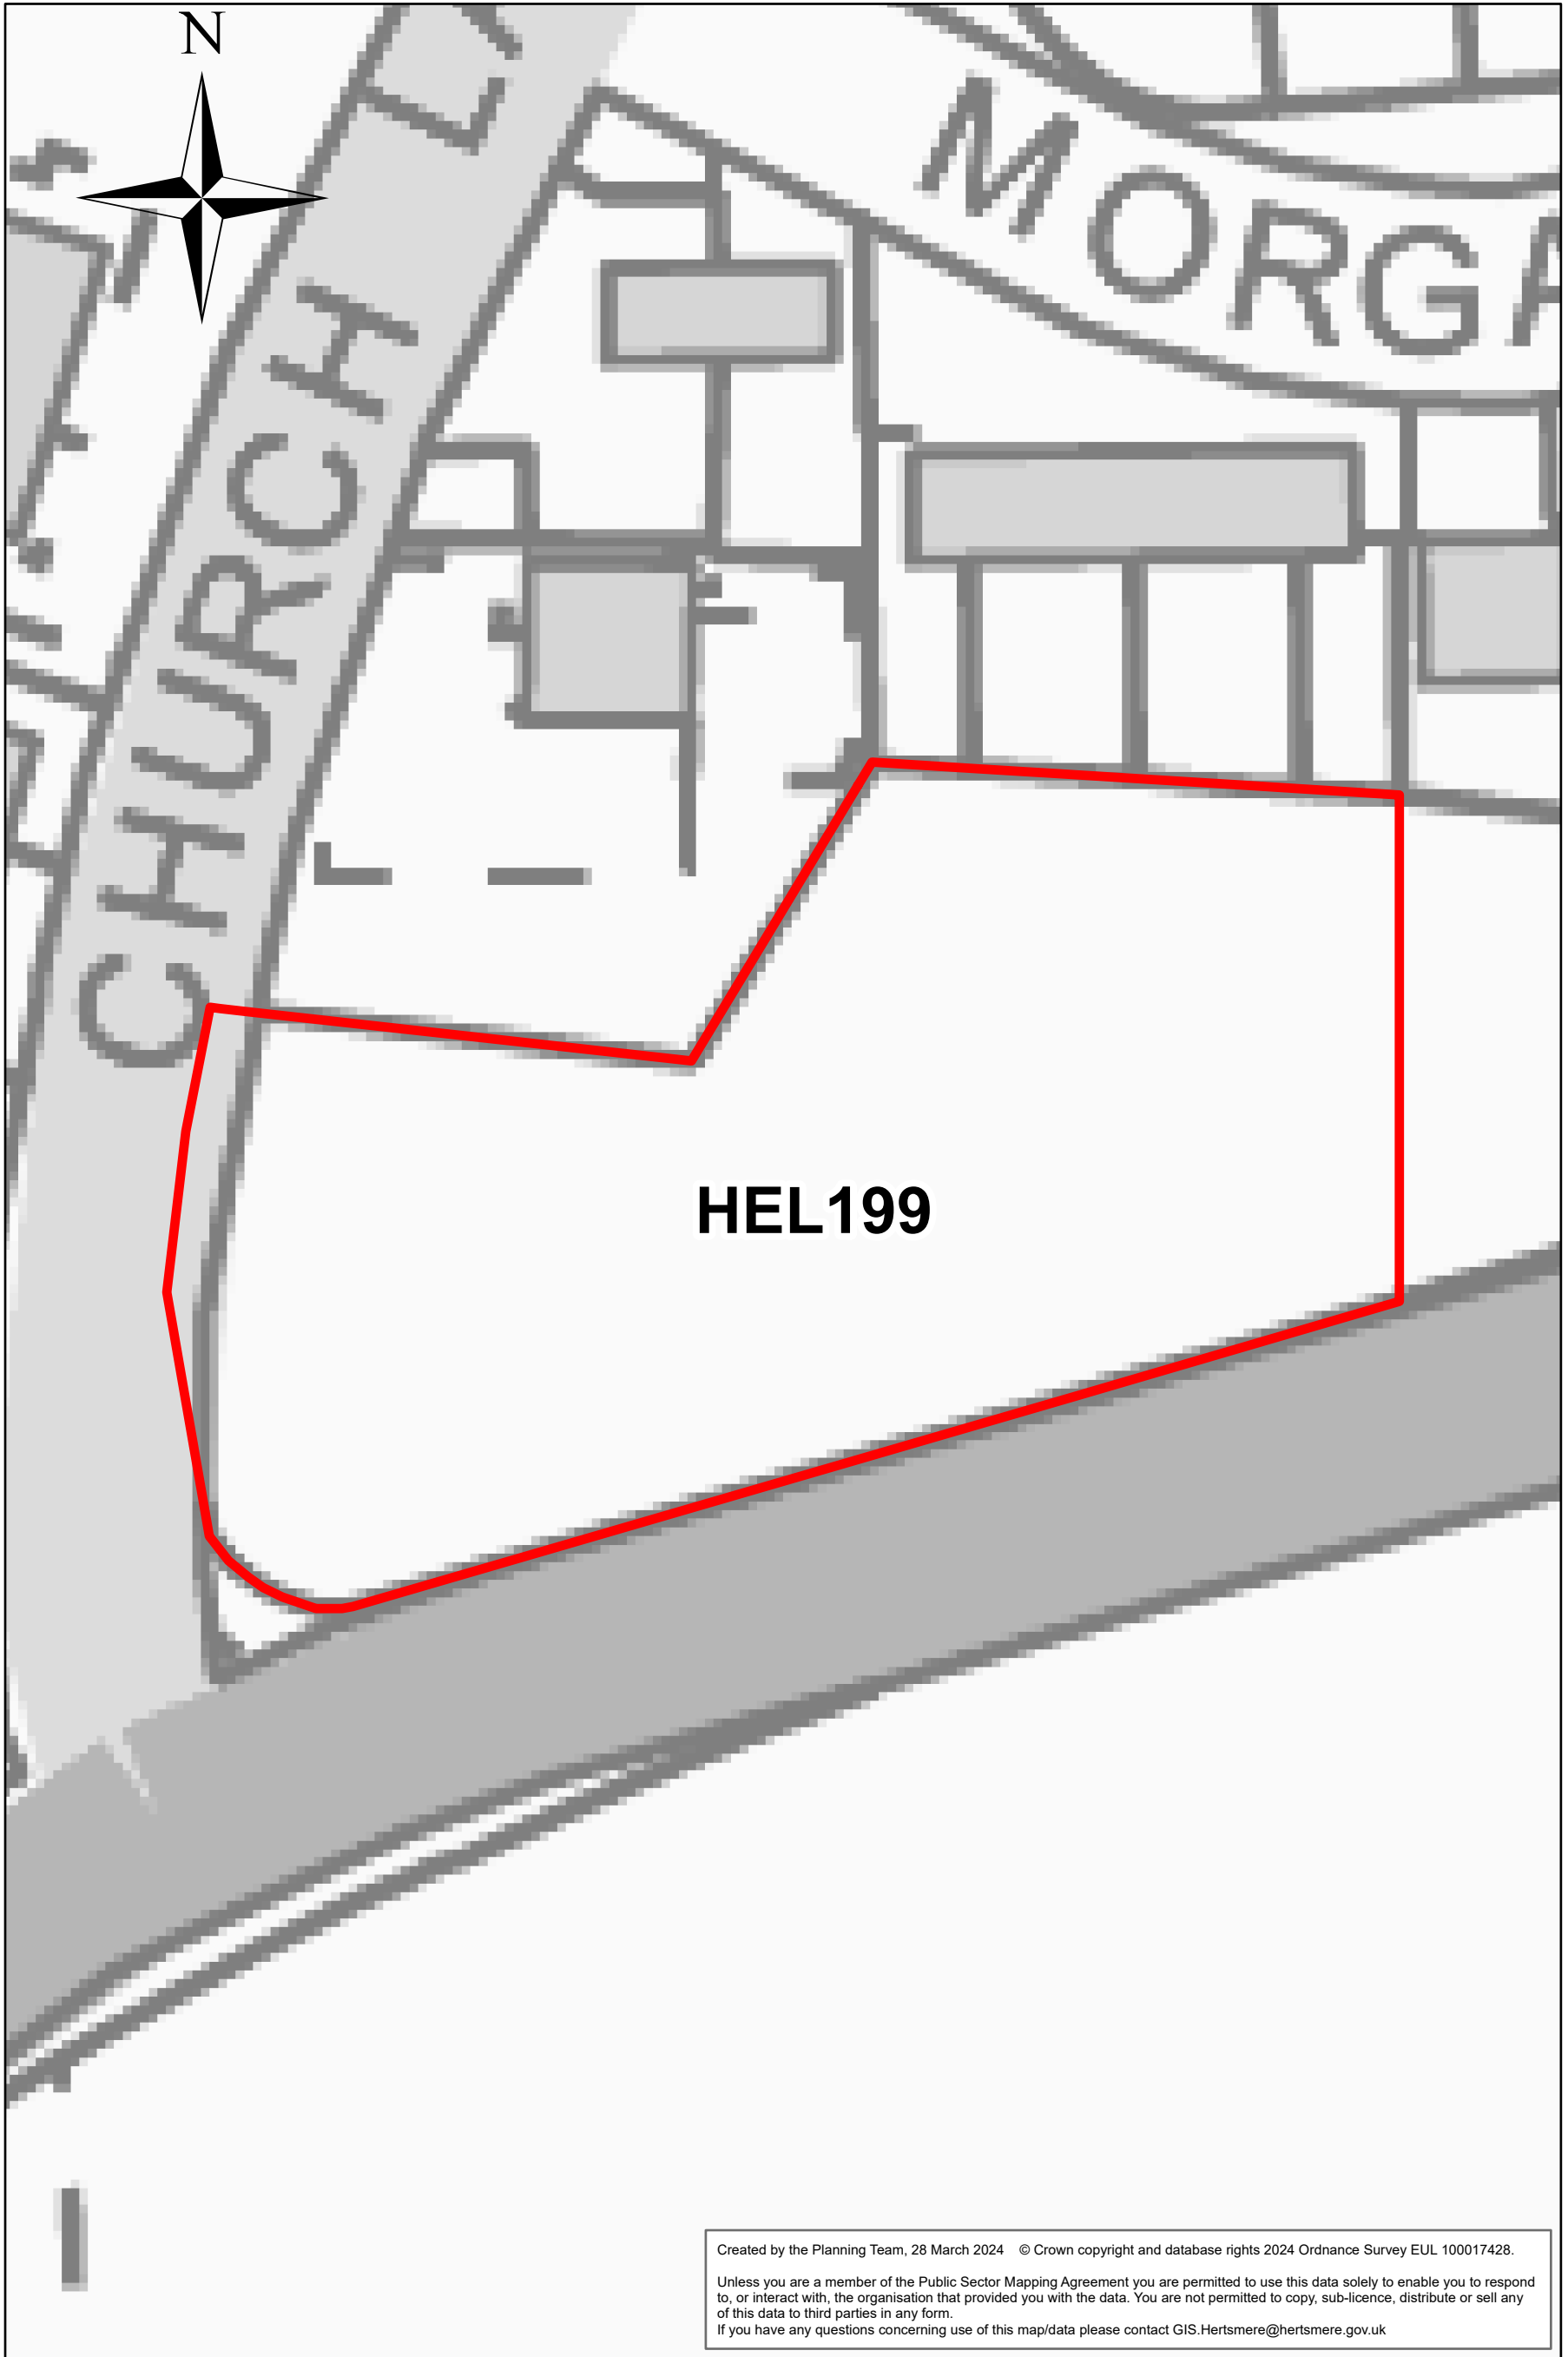 N
CHURCH L
MORGA
HEL199
Created by the Planning Team, 28 March 2024 © Crown copyright and database rights 2024 Ordnance Survey EUL 100017428.
Unless you are a member of the Public Sector Mapping Agreement you are permitted to use this data solely to enable you to respond
to, or interact with, the organisation that provided you with the data. You are not permitted to copy, sub-licence, distribute or sell any
of this data to third parties in any form.
If you have any questions concerning use of this map/data please contact GIS.Hertsmere@hertsmere.gov.uk